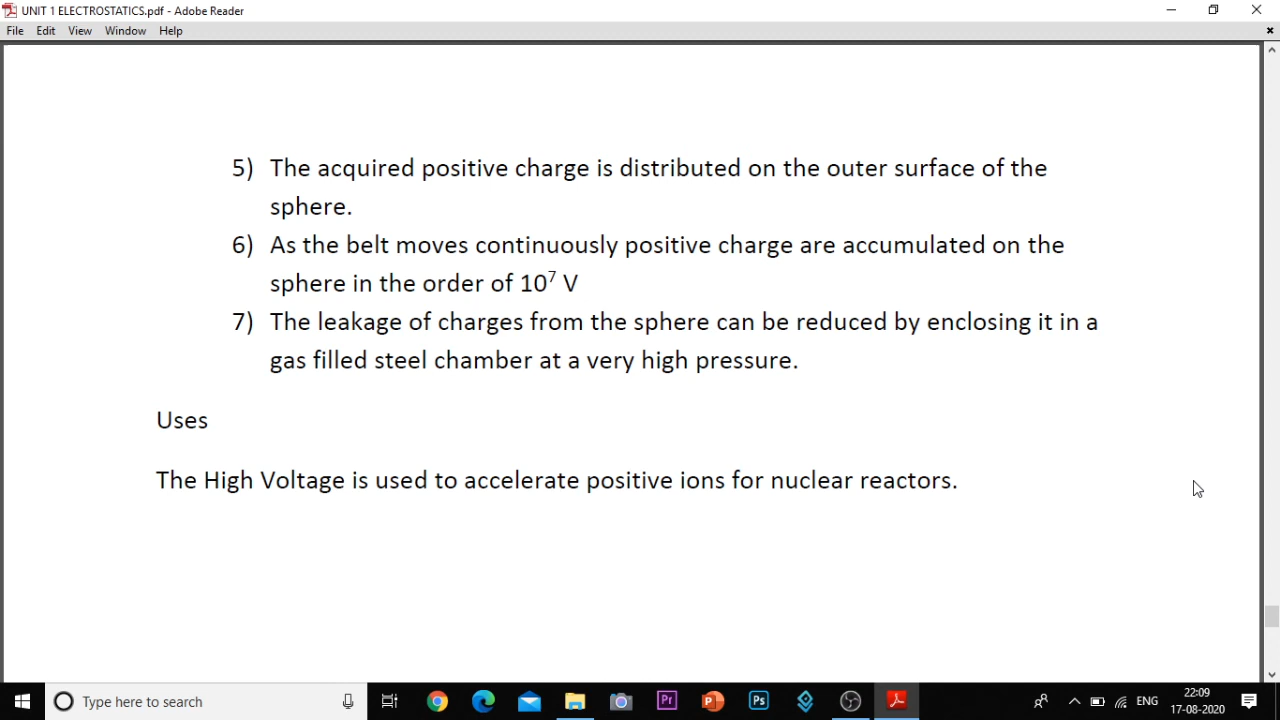 UNIT 1 ELECTROSTATICS.pdf - Adobe Reader
File Edit View Window Help
5) The acquired positive charge is distributed on the outer surface of the
sphere.
6) As the belt moves continuously positive charge are accumulated on the
sphere in the order of 10⁷ V
7) The leakage of charges from the sphere can be reduced by enclosing it in a
gas filled steel chamber at a very high pressure.
Uses
The High Voltage is used to accelerate positive ions for nuclear reactors.
Type here to search
Pr
P
Ps
ENG
22:09
17-08-2020